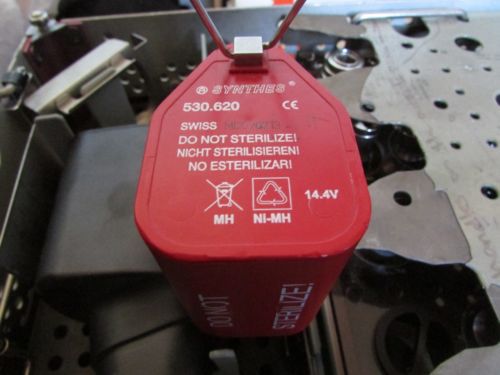 SYNTHES
530.620 CE
SWISS
DO NOT STERILIZE!
NICHT STERILISIEREN!
NO ESTERILIZAR!
14.4V
MH NI-MH
DO NOT
STERILIZE!